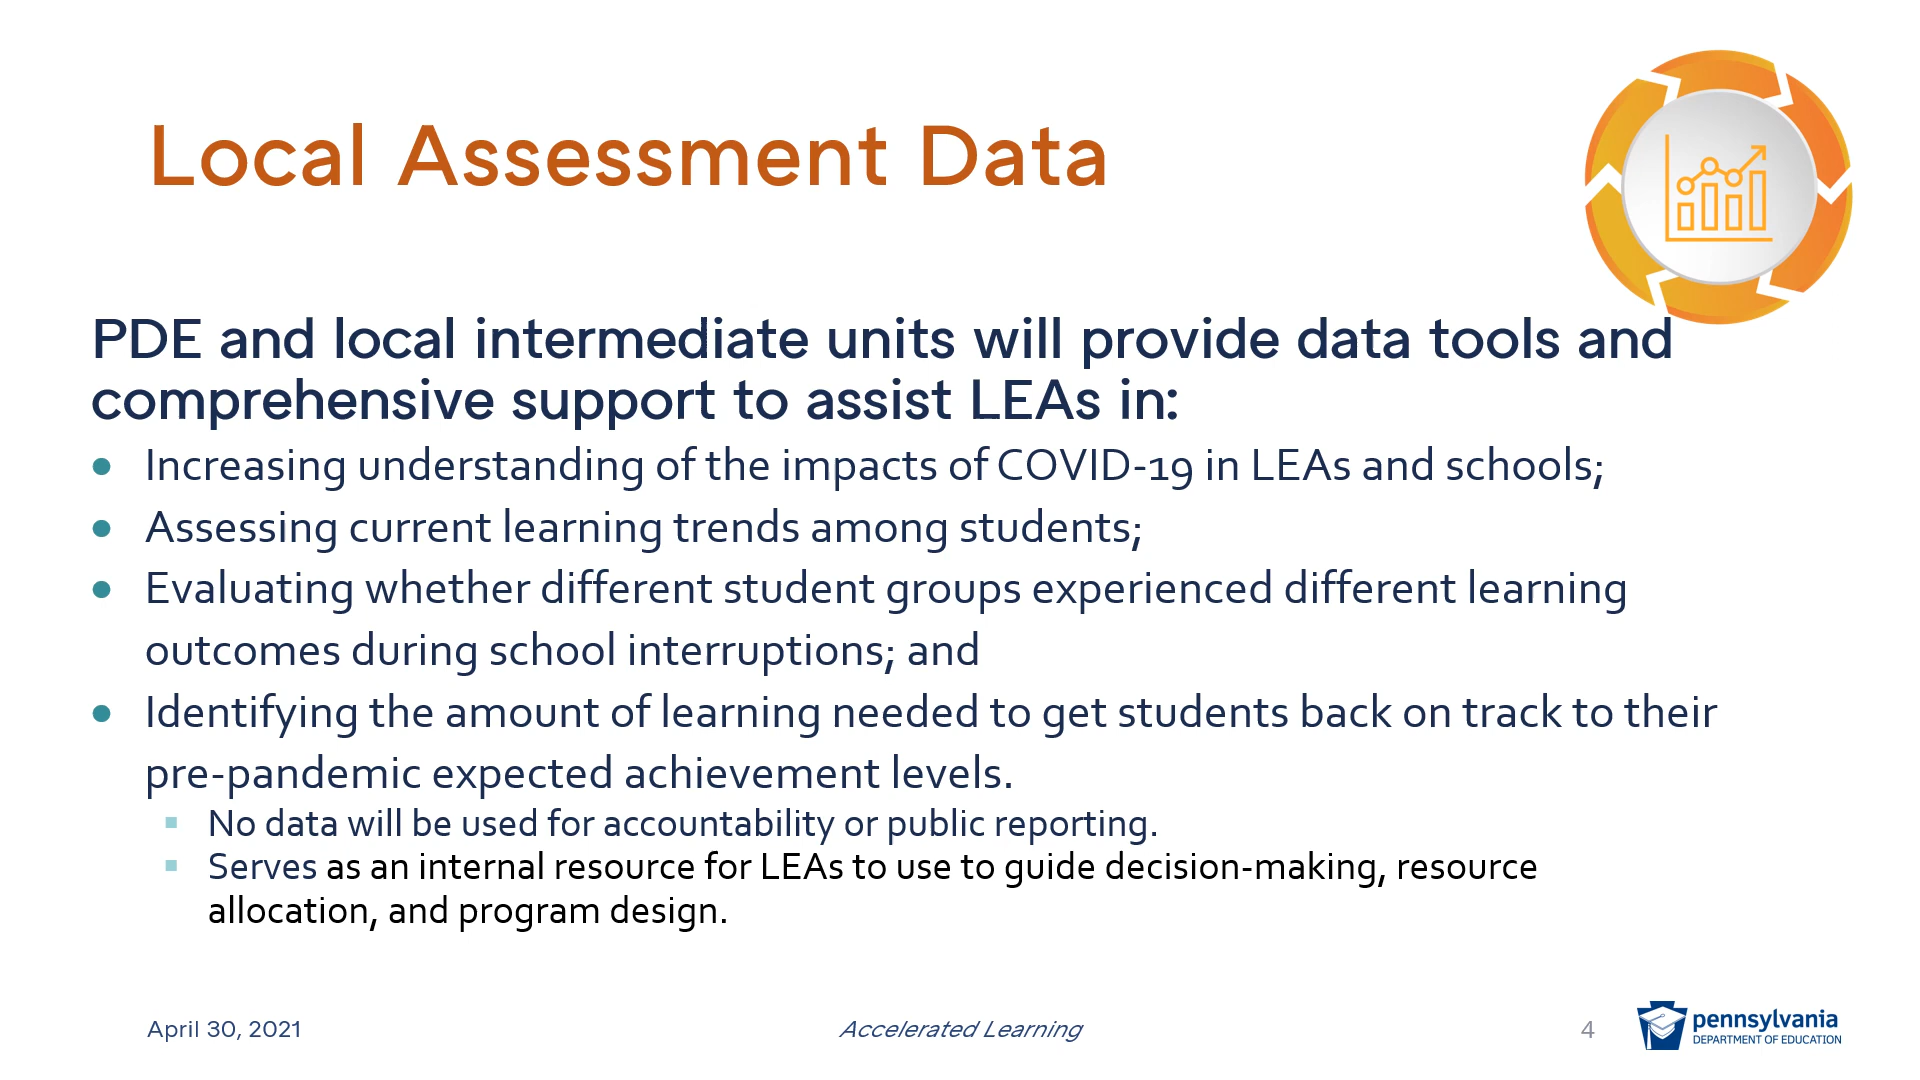 Local Assessment Data
PDE and local intermediate units will provide data tools and
comprehensive support to assist LEAs in:
• Increasing understanding of the impacts of COVID-19 in LEAs and schools;
• Assessing current learning trends among students;
• Evaluating whether different student groups experienced different learning
outcomes during school interruptions; and
• Identifying the amount of learning needed to get students back on track to their
pre-pandemic expected achievement levels.
▪ No data will be used for accountability or public reporting.
▪ Serves as an internal resource for LEAs to use to guide decision-making, resource
allocation, and program design.
April 30, 2021
Accelerated Learning
4
pennsylvania
DEPARTMENT OF EDUCATION